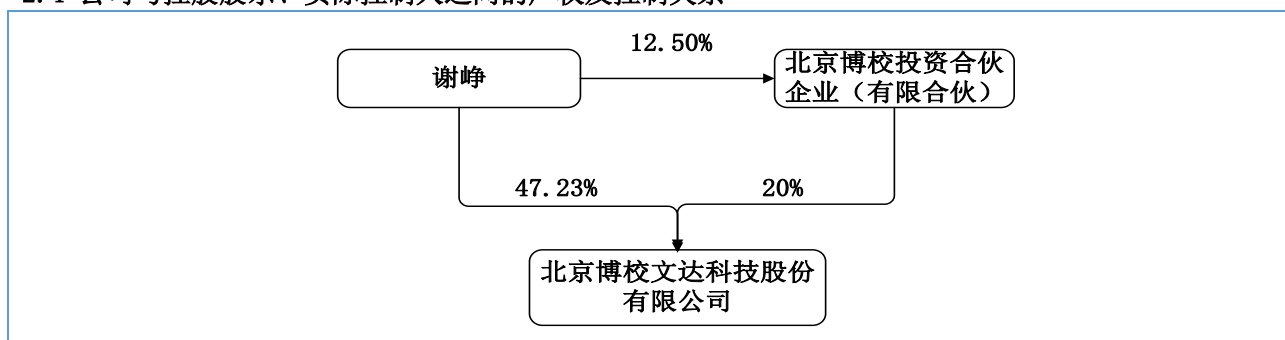 12.50%
谢峥
北京博校投资合伙
企业（有限合伙）
47.23%
20%
北京博校文达科技股份
有限公司